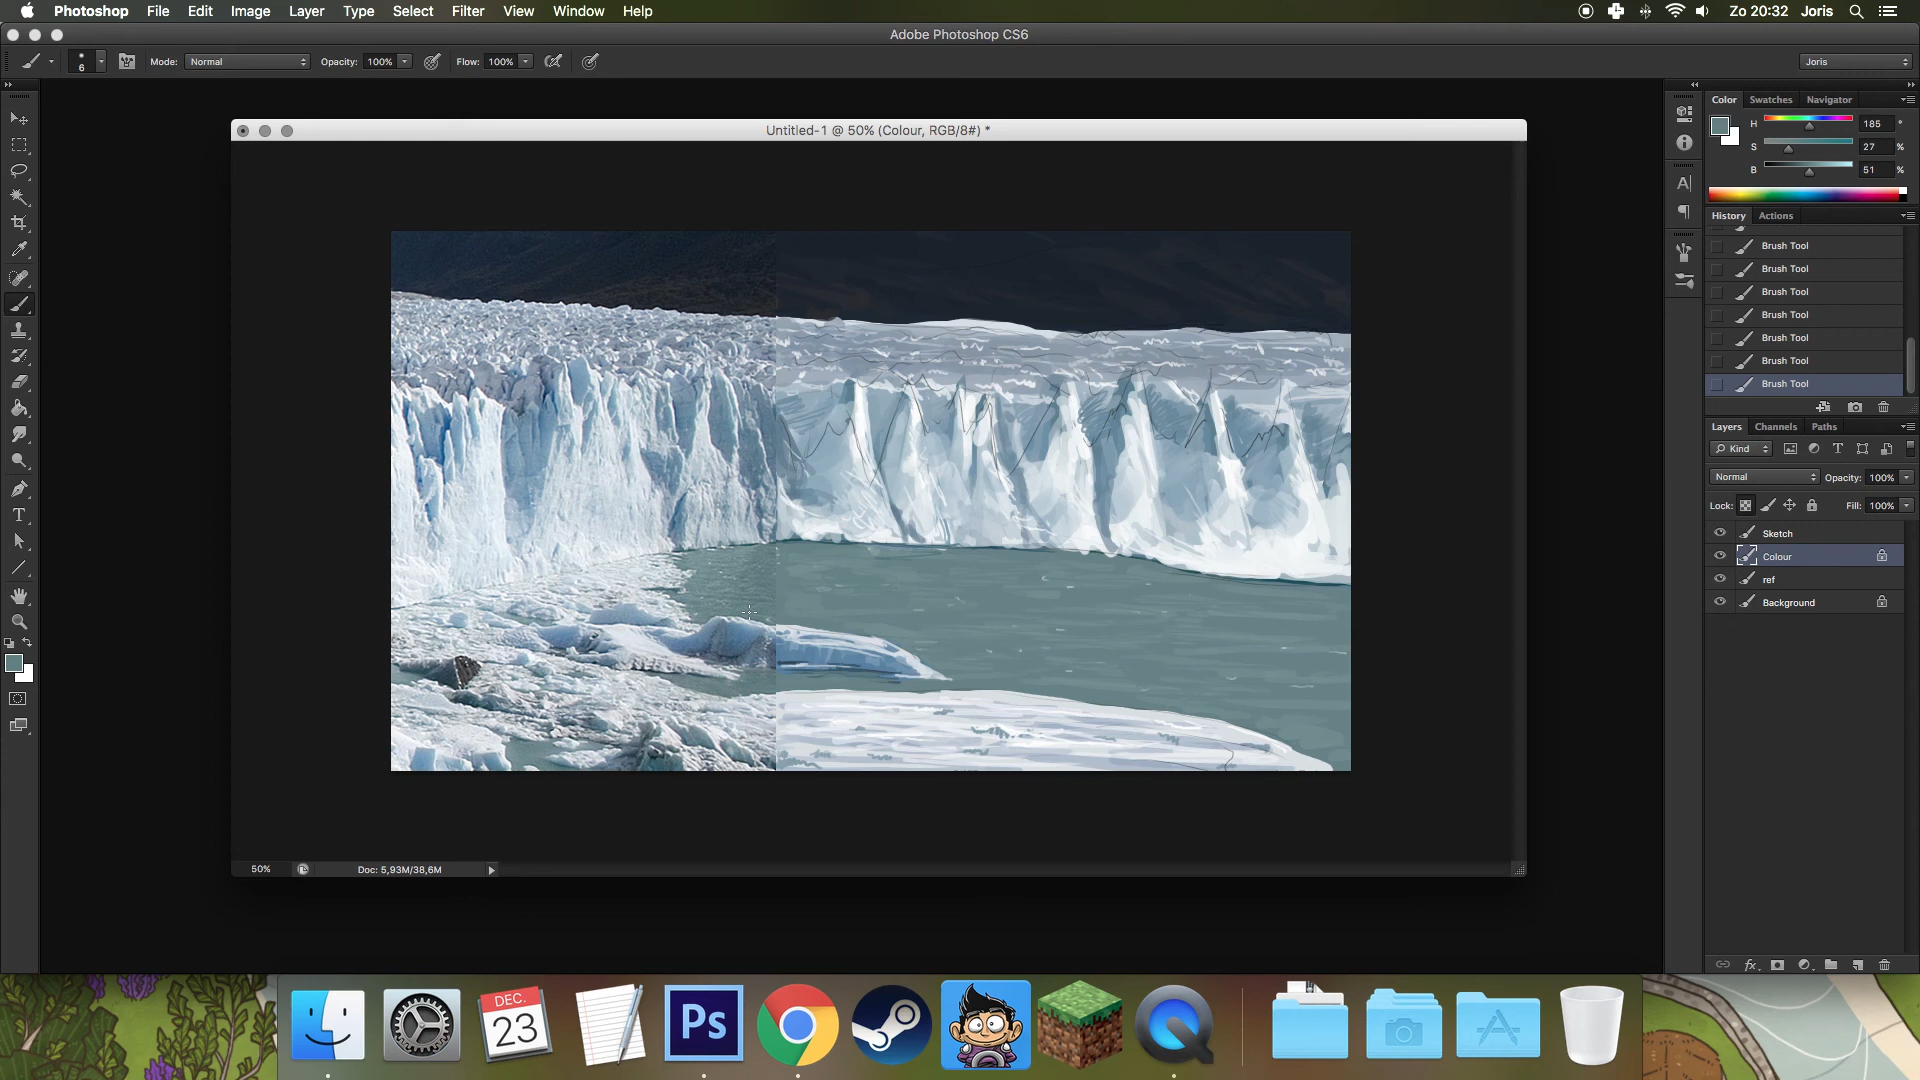 Photoshop File Edit Image Layer Type Select Filter View Window Help Zo 20:32 Joris
Adobe Photoshop CS6
6 Mode: Normal Opacity: 100% Flow: 100% Joris
Untitled-1 @ 50% (Colour, RGB/8#) *
Color Swatches Navigator
H 185 °
S 27 %
B 51 %
History Actions
Brush Tool
Brush Tool
Brush Tool
Brush Tool
Brush Tool
Brush Tool
Brush Tool
Layers Channels Paths
Kind
Normal Opacity: 100%
Lock: Fill: 100%
Sketch
Colour
ref
Background
50% Doc: 5,93M/38,6M
fx
DEC.
23
Ps